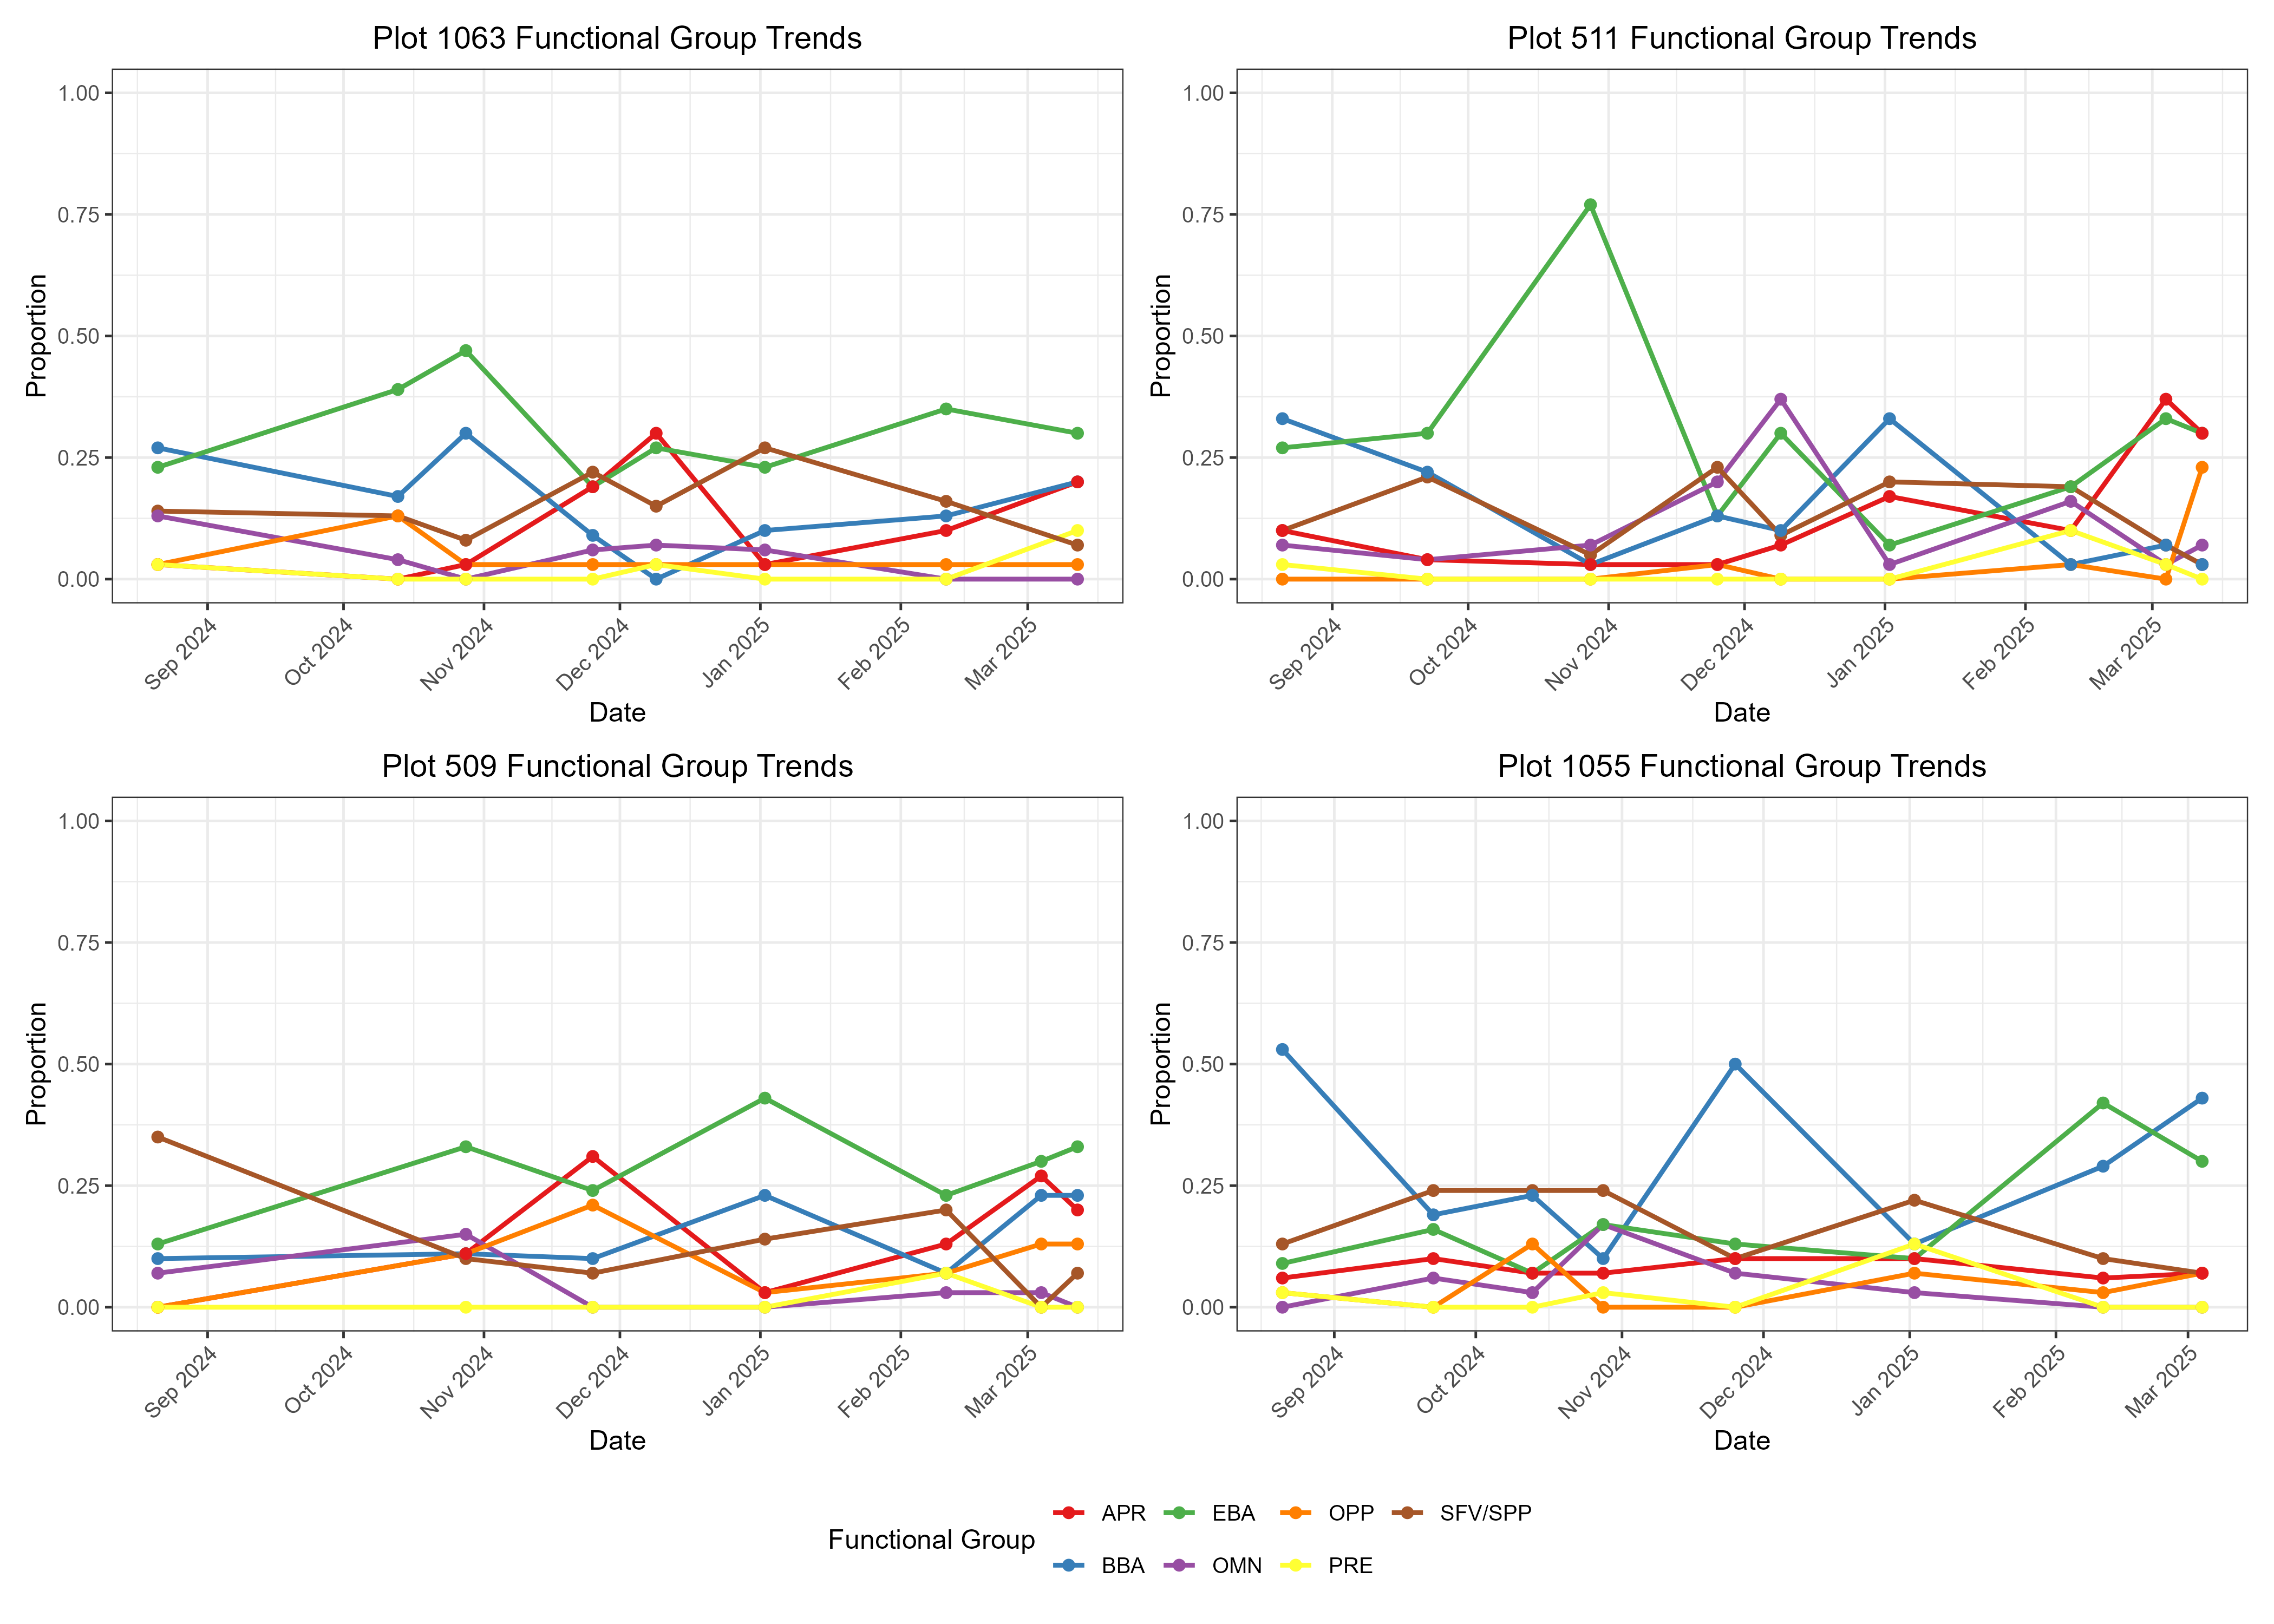 Plot 1063 Functional Group Trends
1.00
0.75
0.50
0.25
0.00
Proportion
Sep 2024
Oct 2024
Nov 2024
Dec 2024
Jan 2025
Feb 2025
Mar 2025
Date
Plot 511 Functional Group Trends
1.00
0.75
0.50
0.25
0.00
Proportion
Sep 2024
Oct 2024
Nov 2024
Dec 2024
Jan 2025
Feb 2025
Mar 2025
Date
Plot 509 Functional Group Trends
1.00
0.75
0.50
0.25
0.00
Proportion
Sep 2024
Oct 2024
Nov 2024
Dec 2024
Jan 2025
Feb 2025
Mar 2025
Date
Plot 1055 Functional Group Trends
1.00
0.75
0.50
0.25
0.00
Proportion
Sep 2024
Oct 2024
Nov 2024
Dec 2024
Jan 2025
Feb 2025
Mar 2025
Date
Functional Group
APR EBA OPP SFV/SPP
BBA OMN PRE